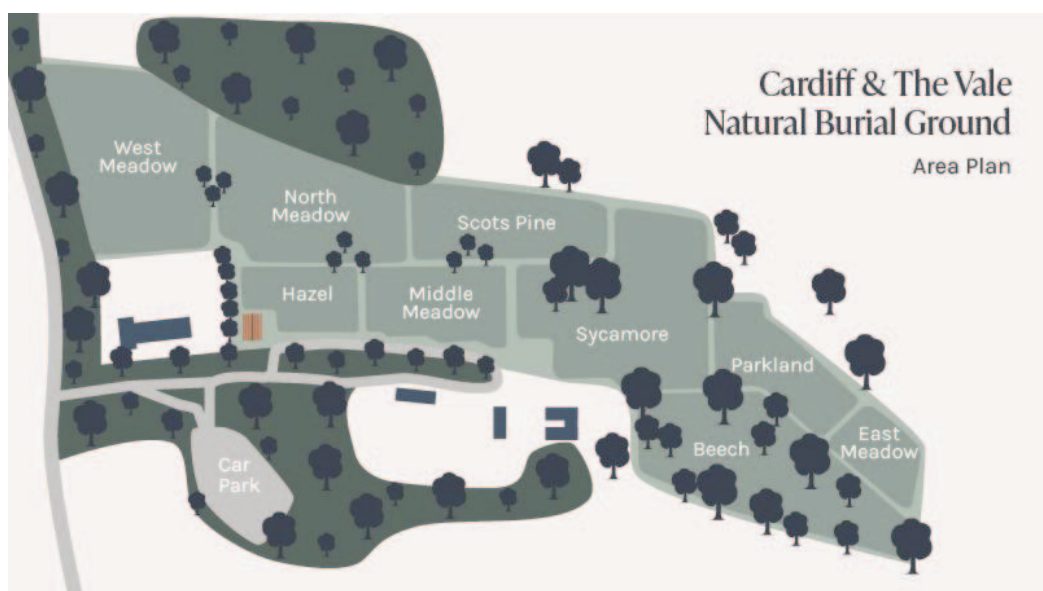 Cardiff & The Vale
Natural Burial Ground
Area Plan
West
Meadow
North
Meadow
Scots Pine
Hazel
Middle
Meadow
Sycamore
Parkland
East
Meadow
Beech
Car
Park